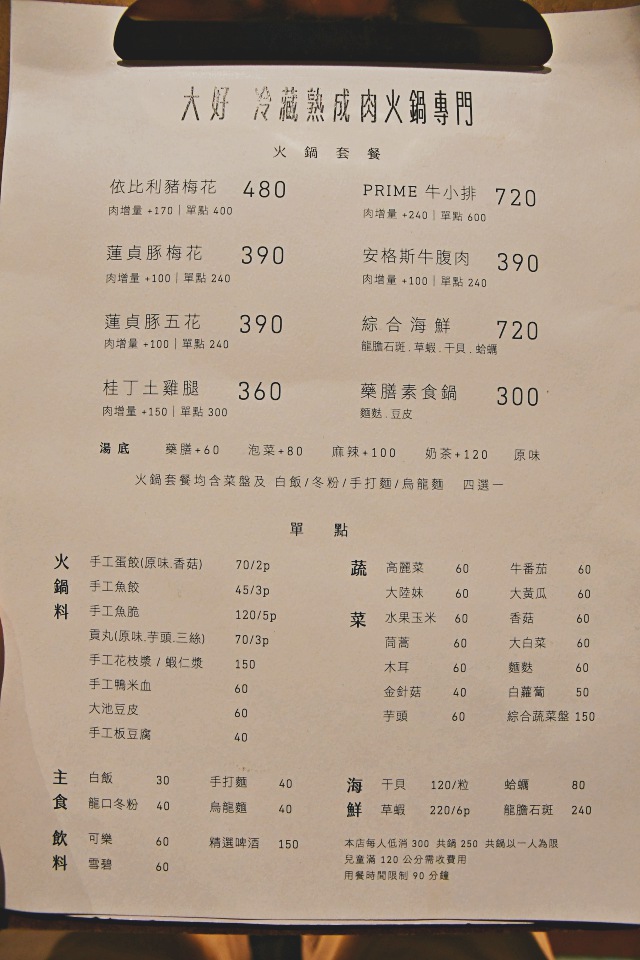 大好 冷藏熟成肉火鍋專門
火鍋套餐
依比利豬梅花 480
肉增量 +170｜單點 400
PRIME 牛小排 720
肉增量 +240｜單點 600
蓮貞豚梅花 390
肉增量 +100｜單點 240
安格斯牛腹肉 390
肉增量 +100｜單點 240
蓮貞豚五花 390
肉增量 +100｜單點 240
綜合海鮮 720
龍膽石斑．草蝦．干貝．蛤蠣
桂丁土雞腿 360
肉增量 +150｜單點 300
藥膳素食鍋 300
麵麩．豆皮
湯底 藥膳+60 泡菜+80 麻辣+100 奶茶+120 原味
火鍋套餐均含菜盤及 白飯/冬粉/手打麵/烏龍麵 四選一
單點
火鍋料
手工蛋餃(原味.香菇) 70/2p
手工魚餃 45/3p
手工魚脆 120/5p
貢丸(原味.芋頭.三絲) 70/3p
手工花枝漿 / 蝦仁漿 150
手工鴨米血 60
大池豆皮 60
手工板豆腐 40
蔬菜
高麗菜 60 牛番茄 60
大陸妹 60 大黃瓜 60
水果玉米 60 香菇 60
茼蒿 60 大白菜 60
木耳 60 麵麩 60
金針菇 40 白蘿蔔 50
芋頭 60 綜合蔬菜盤 150
主食
白飯 30 手打麵 40
龍口冬粉 40 烏龍麵 40
海鮮
干貝 120/粒 蛤蠣 80
草蝦 220/6p 龍膽石斑 240
飲料
可樂 60 精選啤酒 150
雪碧 60
本店每人低消 300 共鍋 250 共鍋以一人為限
兒童滿 120 公分需收費用
用餐時間限制 90 分鐘